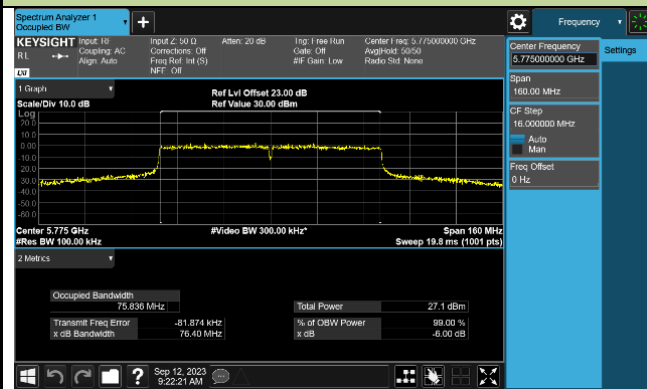 Spectrum Analyzer 1
Occupied BW
Frequency
KEYSIGHT
Input: RF
Input Z: 50 Ω
Atten: 20 dB
Trig: Free Run
Center Freq: 5.775000000 GHz
RL
Coupling: AC
Corrections: Off
Gate: Off
Avg|Hold: 50/50
Align: Auto
Freq Ref: Int (S)
#IF Gain: Low
Radio Std: None
NFE: Off
LXI
Center Frequency
5.775000000 GHz
Settings
Span
160.00 MHz
CF Step
16.000000 MHz
Auto
Man
Freq Offset
0 Hz
1 Graph
Ref Lvl Offset 23.00 dB
Scale/Div 10.0 dB
Ref Value 30.00 dBm
Log
20.0
10.0
0.00
-10.0
-20.0
-30.0
-40.0
-50.0
-60.0
Center 5.775 GHz
#Video BW 300.00 kHz*
Span 160 MHz
#Res BW 100.00 kHz
Sweep 19.8 ms (1001 pts)
2 Metrics
Occupied Bandwidth
75.836 MHz
Total Power
27.1 dBm
Transmit Freq Error
-81.874 kHz
% of OBW Power
99.00 %
x dB Bandwidth
76.40 MHz
x dB
-6.00 dB
Sep 12, 2023
9:22:21 AM